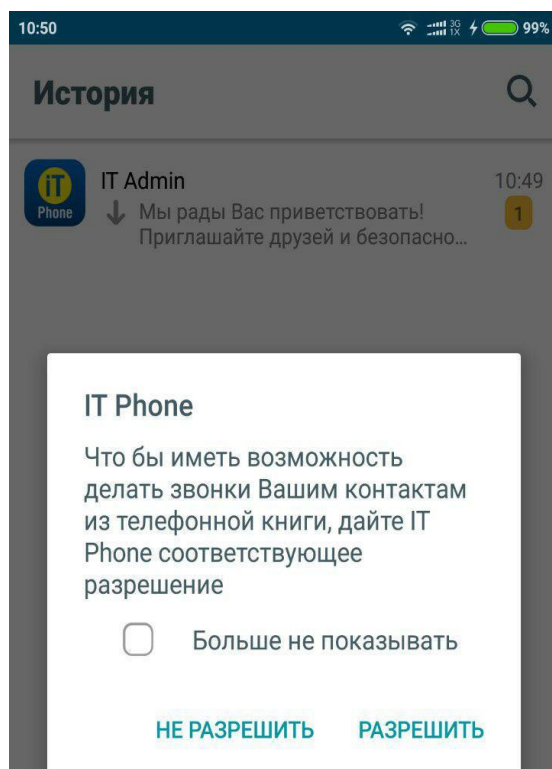 10:50
3G
1X
99%
История
iT
Phone
IT Admin
10:49
Мы рады Вас приветствовать!
1
Приглашайте друзей и безопасно...
IT Phone
Что бы иметь возможность
делать звонки Вашим контактам
из телефонной книги, дайте IT
Phone соответствующее
разрешение
Больше не показывать
НЕ РАЗРЕШИТЬ
РАЗРЕШИТЬ